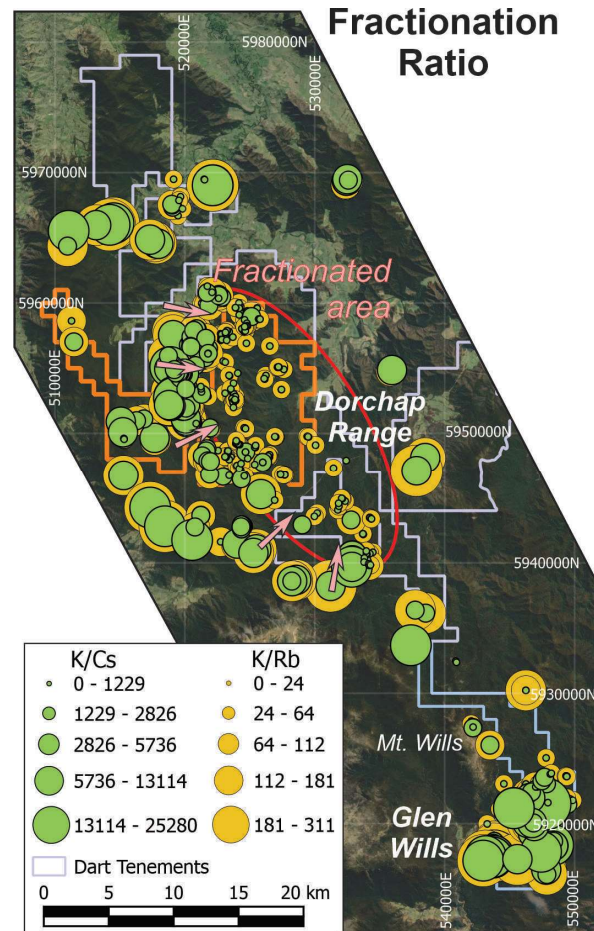 Fractionation
Ratio
520000E
5980000N
530000E
5970000N
Fractionated
area
5960000N
510000E
Dorchap
Range
5950000N
5940000N
5930000N
Mt. Wills
Glen
Wills
5920000N
540000E
550000E
K/Cs K/Rb
0 - 1229 0 - 24
1229 - 2826 24 - 64
2826 - 5736 64 - 112
5736 - 13114 112 - 181
13114 - 25280 181 - 311
Dart Tenements
0 5 10 15 20 km